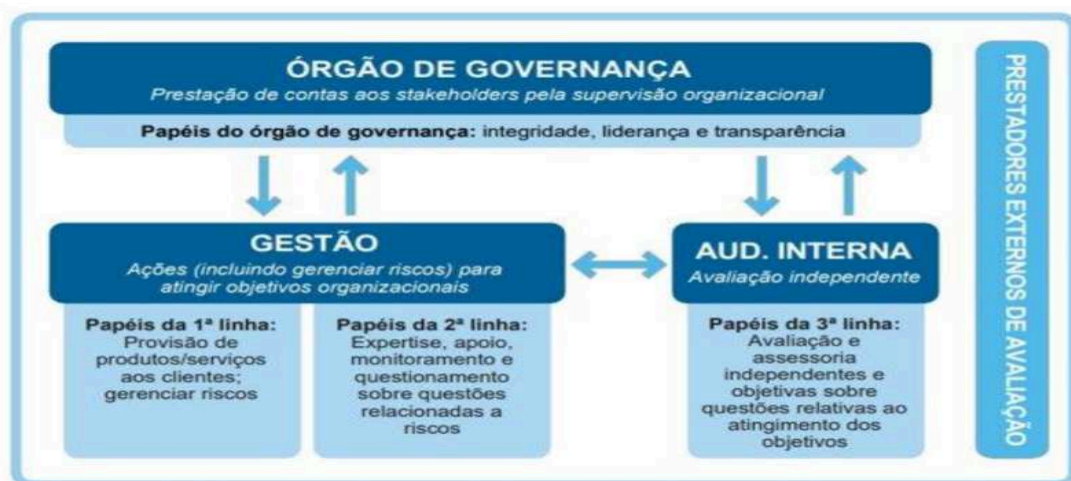 ÓRGÃO DE GOVERNANÇA
Prestação de contas aos stakeholders pela supervisão organizacional
Papéis do órgão de governança: integridade, liderança e transparência
GESTÃO
Ações (incluindo gerenciar riscos) para
atingir objetivos organizacionais
Papéis da 1ª linha:
Provisão de
produtos/serviços
aos clientes;
gerenciar riscos
Papéis da 2ª linha:
Expertise, apoio,
monitoramento e
questionamento
sobre questões
relacionadas a
riscos
AUD. INTERNA
Avaliação independente
Papéis da 3ª linha:
Avaliação e
assessoria
independentes e
objetivas sobre
questões relativas ao
atingimento dos
objetivos
PRESTADORES EXTERNOS DE AVALIAÇÃO